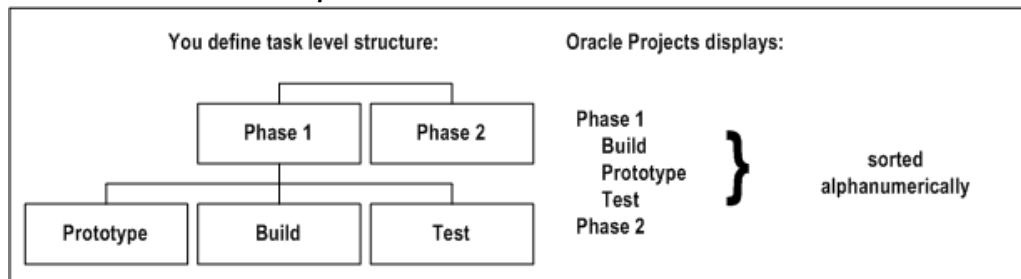 You define task level structure:
Oracle Projects displays:
Phase 1
Phase 2
Prototype
Build
Test
Phase 1
Build
Prototype
Test
Phase 2
sorted
alphanumerically